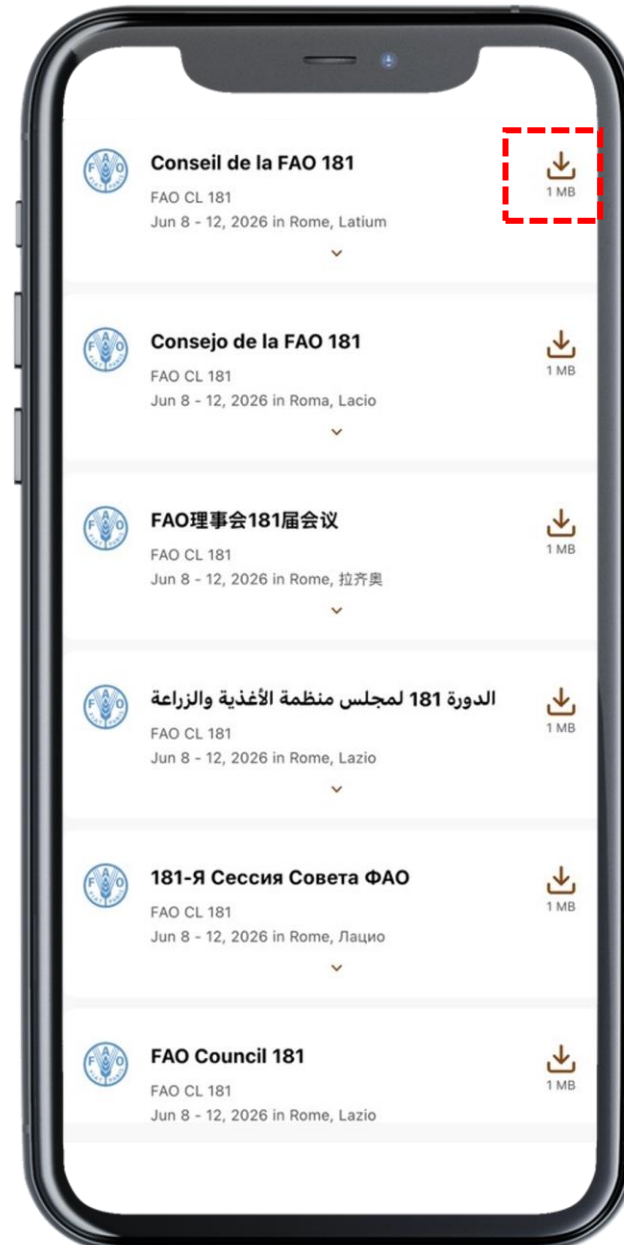 Conseil de la FAO 181
FAO CL 181
Jun 8 - 12, 2026 in Rome, Latium
1 MB
Consejo de la FAO 181
FAO CL 181
Jun 8 - 12, 2026 in Roma, Lacio
1 MB
FAO理事会181届会议
FAO CL 181
Jun 8 - 12, 2026 in Rome, 拉齐奥
1 MB
الدورة 181 لمجلس منظمة الأغذية والزراعة
FAO CL 181
Jun 8 - 12, 2026 in Rome, Lazio
1 MB
181-Я Сессия Совета ФАО
FAO CL 181
Jun 8 - 12, 2026 in Rome, Лацио
1 MB
FAO Council 181
FAO CL 181
Jun 8 - 12, 2026 in Rome, Lazio
1 MB